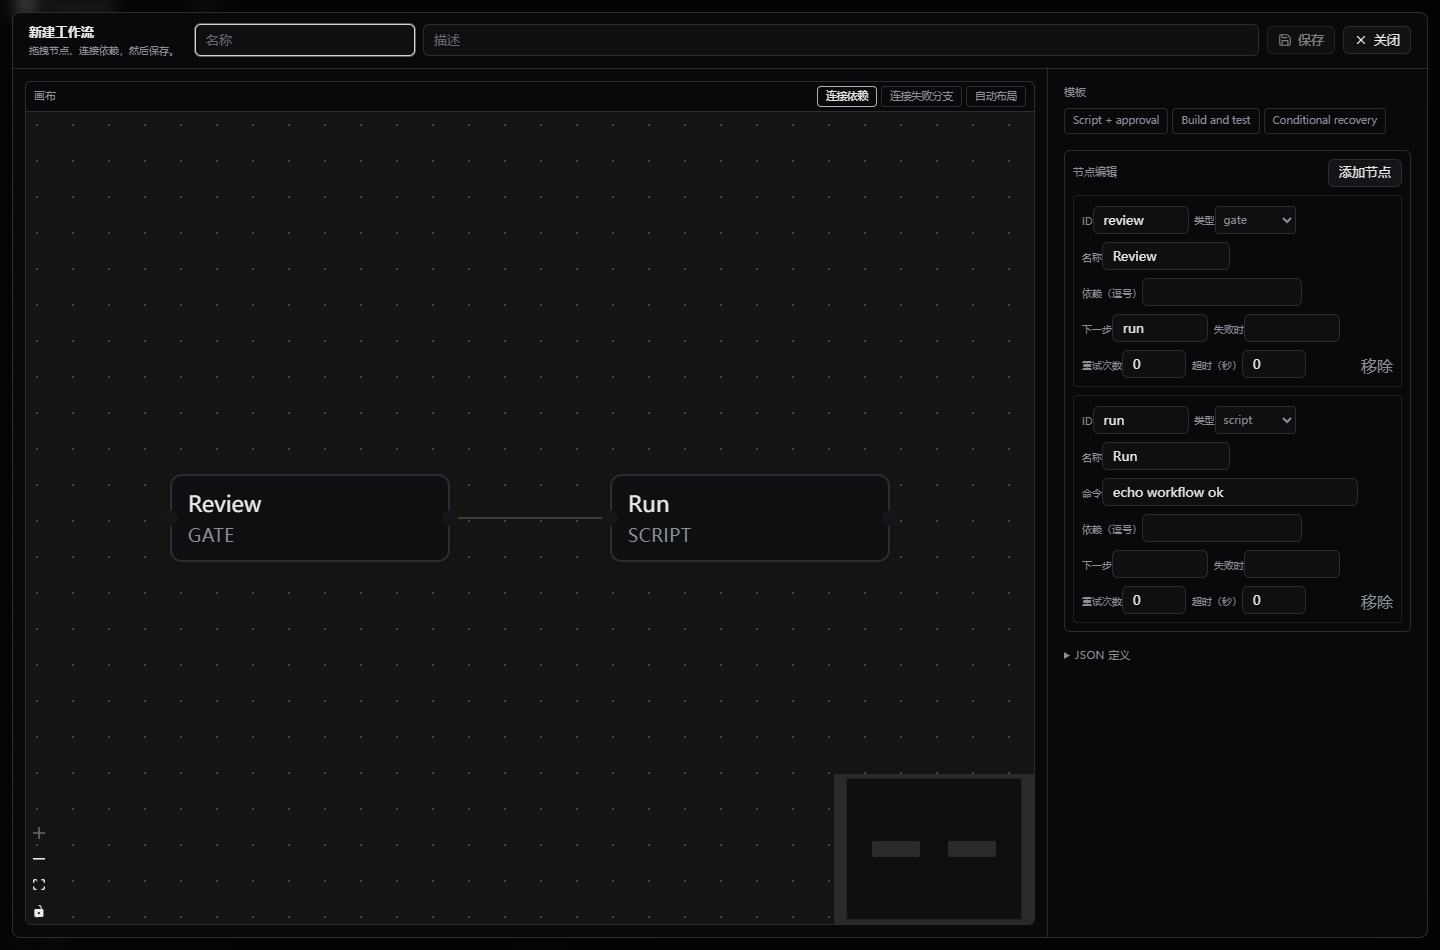 新建工作流
拖拽节点、连接依赖，然后保存。
名称
描述
保存
关闭
画布
连接依赖
连接失败分支
自动布局
Review
GATE
Run
SCRIPT
模板
Script + approval
Build and test
Conditional recovery
节点编辑
添加节点
ID review 类型 gate
名称 Review
依赖（逗号）
下一步 run 失败时
重试次数 0 超时（秒） 0 移除
ID run 类型 script
名称 Run
命令 echo workflow ok
依赖（逗号）
下一步 失败时
重试次数 0 超时（秒） 0 移除
JSON 定义